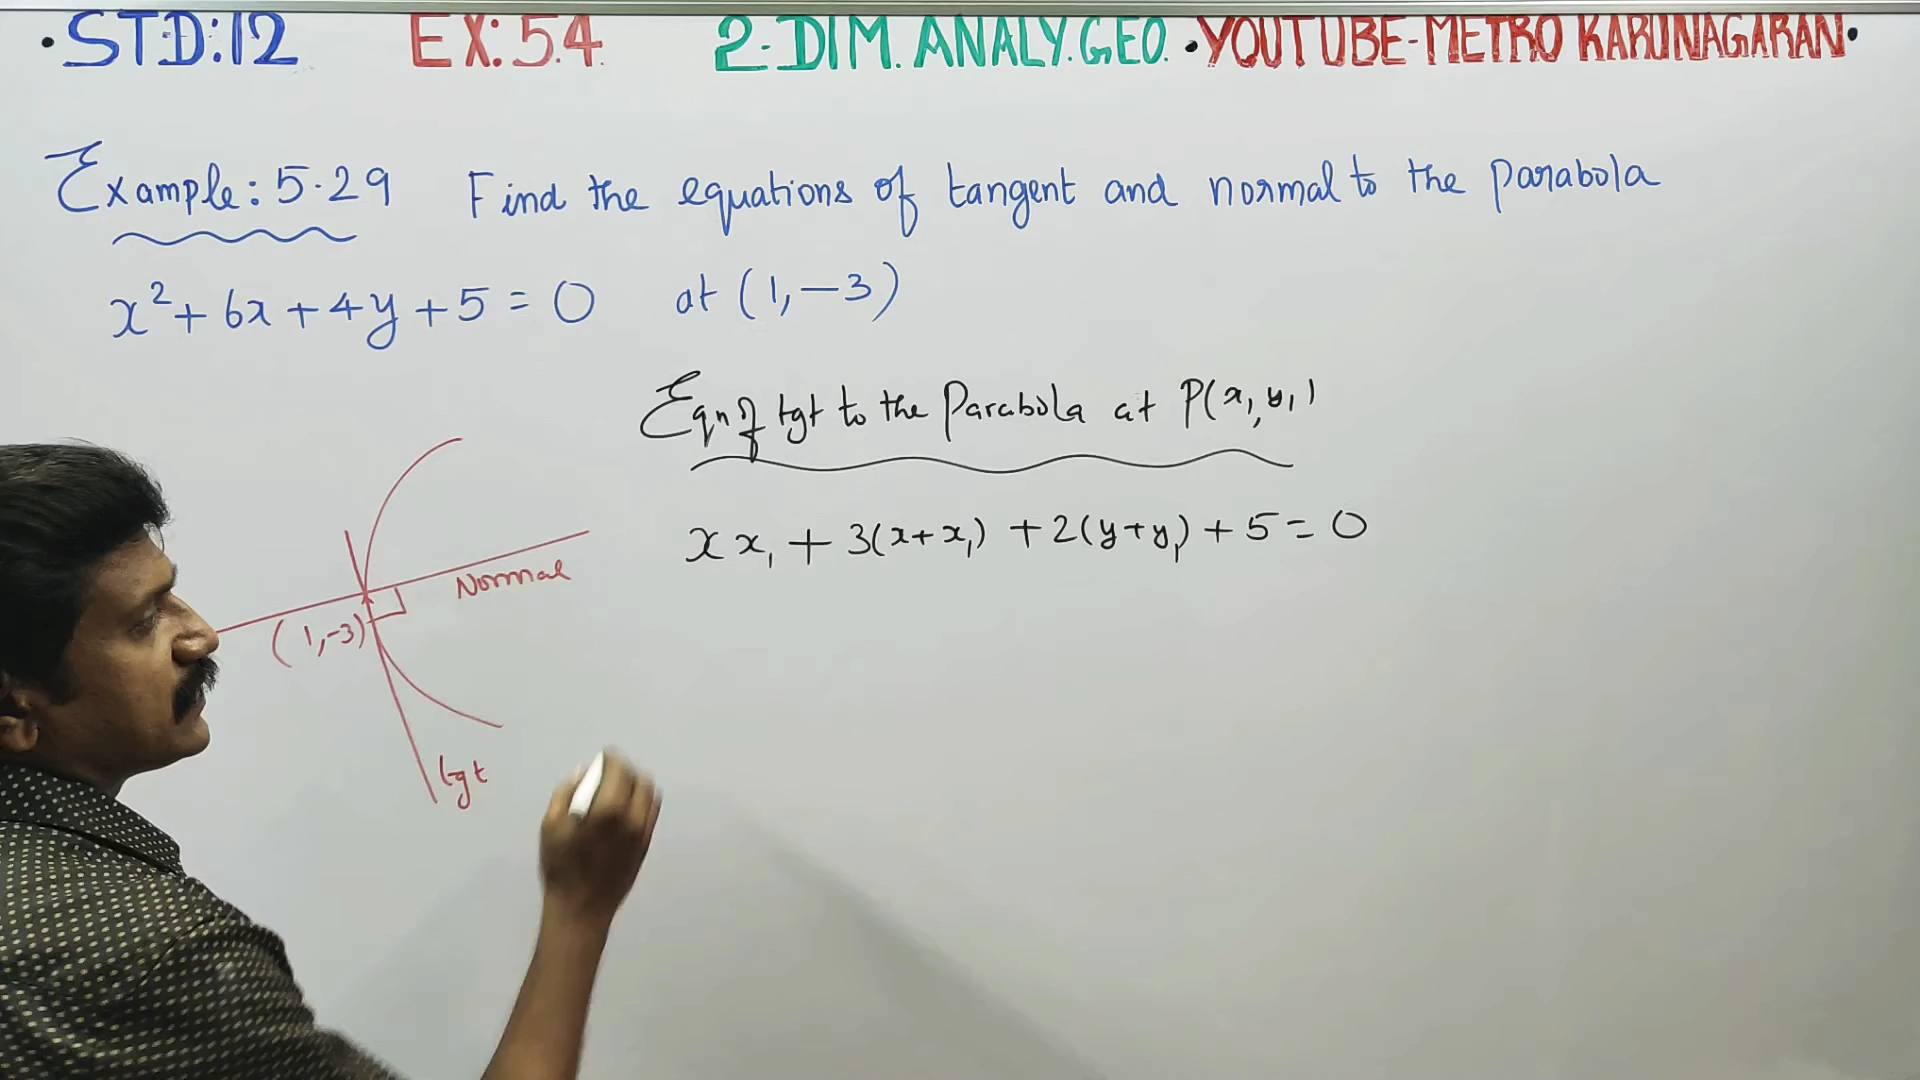 • STD:12 EX:5.4 2-DIM. ANALY.GEO. • YOUTUBE-METRO KARUNAGARAN •
Example: 5.29 Find the equations of tangent and normal to the parabola
x² + 6x + 4y + 5 = 0 at (1, -3)
Eqn of tgt to the Parabola at P(x₁, y₁)
xx₁ + 3(x+x₁) + 2(y+y₁) + 5 = 0
Normal
(1,-3)
tgt